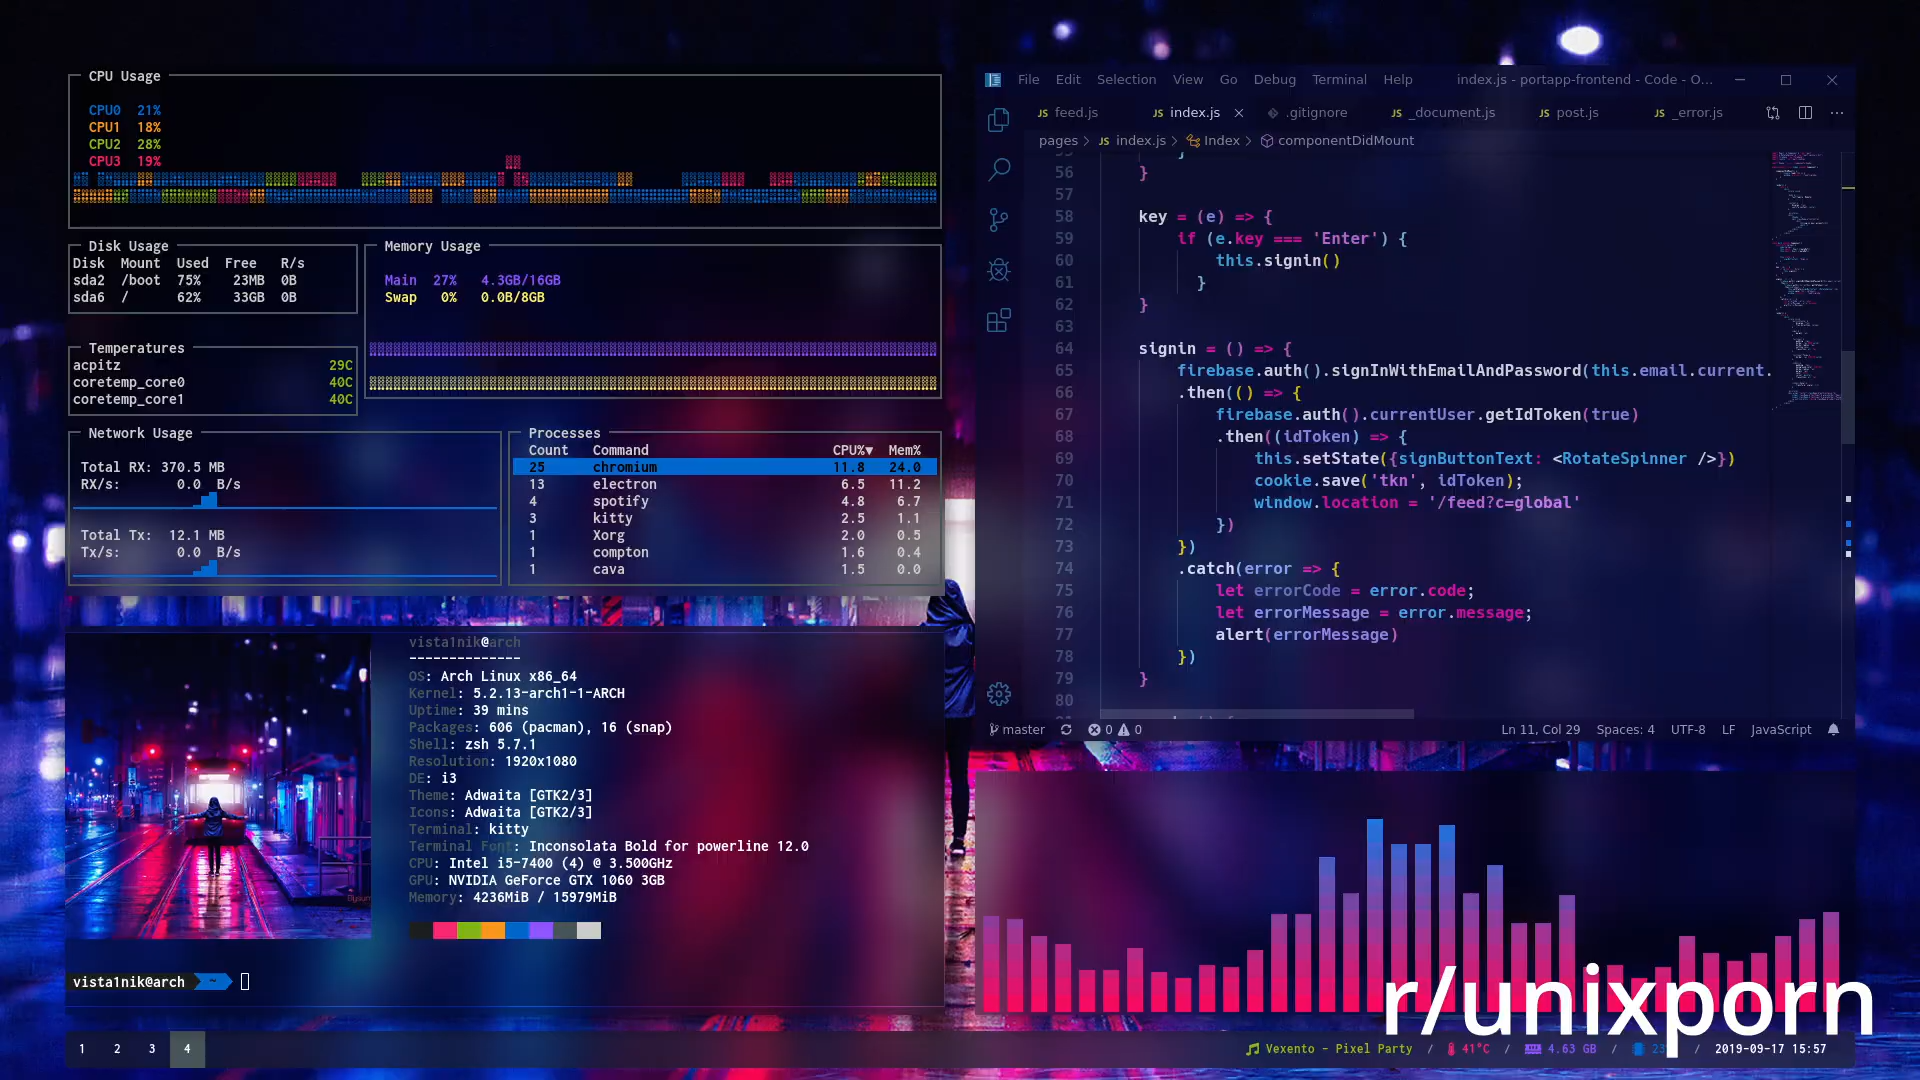 CPU Usage
CPU0 21%
CPU1 18%
CPU2 28%
CPU3 19%
Disk Usage
Disk Mount Used Free R/s
sda2 /boot 75% 23MB 0B
sda6 / 62% 33GB 0B
Memory Usage
Main 27% 4.3GB/16GB
Swap 0% 0.0B/8GB
Temperatures
acpitz 29C
coretemp_core0 40C
coretemp_core1 40C
Network Usage
Total RX: 370.5 MB
RX/s: 0.0 B/s
Total Tx: 12.1 MB
Tx/s: 0.0 B/s
Processes
Count Command CPU%▼ Mem%
25 chromium 11.8 24.0
13 electron 6.5 11.2
4 spotify 4.8 6.7
3 kitty 2.5 1.1
1 Xorg 2.0 0.5
1 compton 1.6 0.4
1 cava 1.5 0.0
vista1nik@arch
--------------
OS: Arch Linux x86_64
Kernel: 5.2.13-arch1-1-ARCH
Uptime: 39 mins
Packages: 606 (pacman), 16 (snap)
Shell: zsh 5.7.1
Resolution: 1920x1080
DE: i3
Theme: Adwaita [GTK2/3]
Icons: Adwaita [GTK2/3]
Terminal: kitty
Terminal Font: Inconsolata Bold for powerline 12.0
CPU: Intel i5-7400 (4) @ 3.500GHz
GPU: NVIDIA GeForce GTX 1060 3GB
Memory: 4236MiB / 15979MiB
vista1nik@arch ~
File Edit Selection View Go Debug Terminal Help index.js - portapp-frontend - Code - O...
JS feed.js JS index.js .gitignore JS _document.js JS post.js JS _error.js
pages > JS index.js > Index > componentDidMount
56 }
57
58 key = (e) => {
59 if (e.key === 'Enter') {
60 this.signin()
61 }
62 }
63
64 signin = () => {
65 firebase.auth().signInWithEmailAndPassword(this.email.current.
66 .then(() => {
67 firebase.auth().currentUser.getIdToken(true)
68 .then((idToken) => {
69 this.setState({signButtonText: <RotateSpinner />})
70 cookie.save('tkn', idToken);
71 window.location = '/feed?c=global'
72 })
73 })
74 .catch(error => {
75 let errorCode = error.code;
76 let errorMessage = error.message;
77 alert(errorMessage)
78 })
79 }
80
master 0 0 Ln 11, Col 29 Spaces: 4 UTF-8 LF JavaScript
r/unixporn
1 2 3 4
Vexento - Pixel Party / 41°C / 4.63 GB / / 2019-09-17 15:57